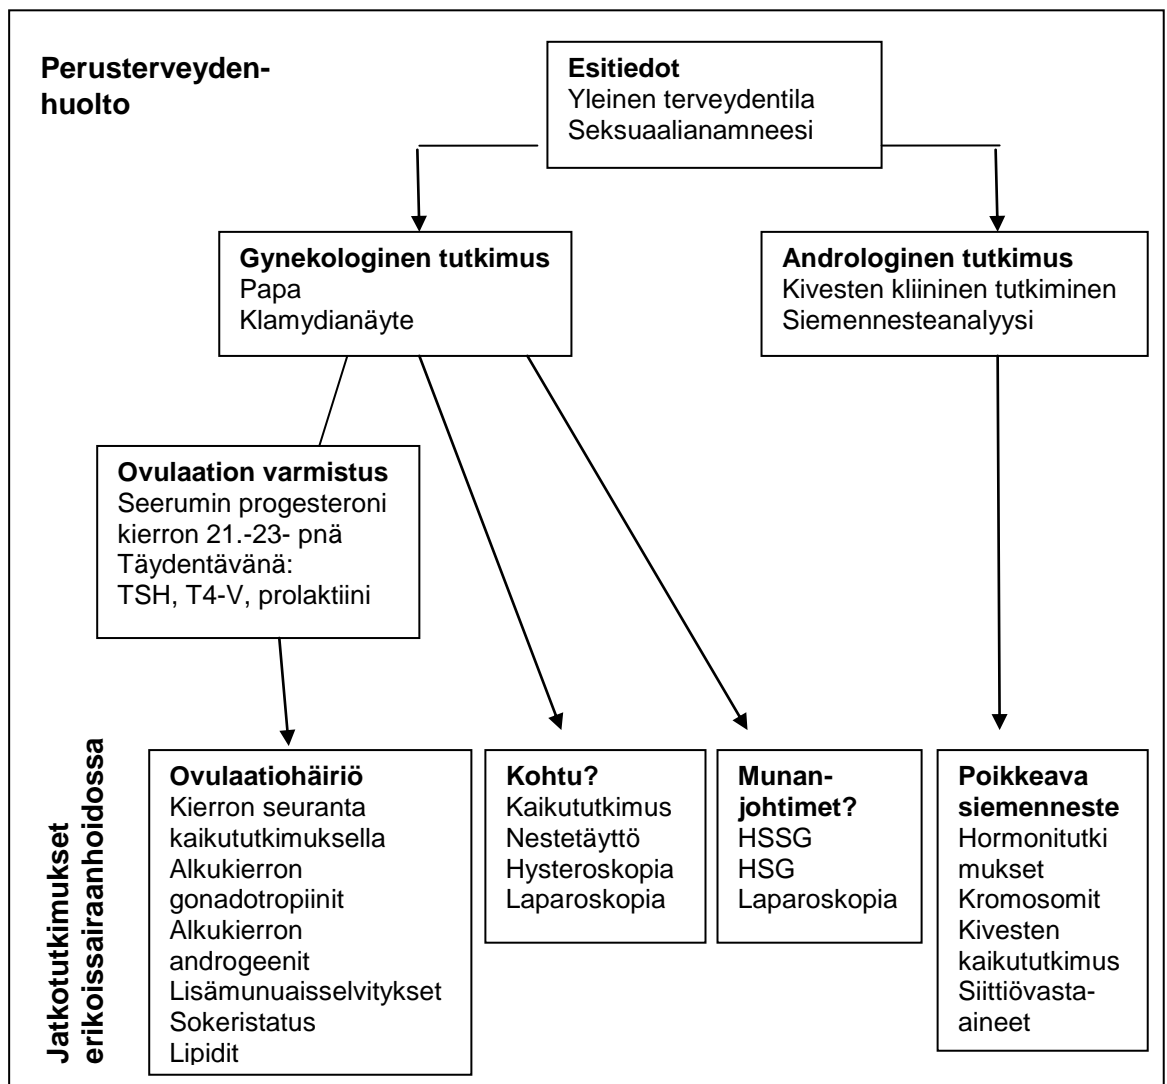 Perusterveyden-
huolto
Esitiedot
Yleinen terveydentila
Seksuaalianamneesi
Gynekologinen tutkimus
Papa
Klamydianäyte
Androloginen tutkimus
Kivesten kliininen tutkiminen
Siemennesteanalyysi
Ovulaation varmistus
Seerumin progesteroni
kierron 21.-23- pnä
Täydentävänä:
TSH, T4-V, prolaktiini
Jatkotutkimukset
erikoissairaanhoidossa
Ovulaatiohäiriö
Kierron seuranta
kaikututkimuksella
Alkukierron
gonadotropiinit
Alkukierron
androgeenit
Lisämunuaisselvitykset
Sokeristatus
Lipidit
Kohtu?
Kaikututkimus
Nestetäyttö
Hysteroskopia
Laparoskopia
Munan-
johtimet?
HSSG
HSG
Laparoskopia
Poikkeava
siemenneste
Hormonitutki
mukset
Kromosomit
Kivesten
kaikututkimus
Siittiövasta-
aineet